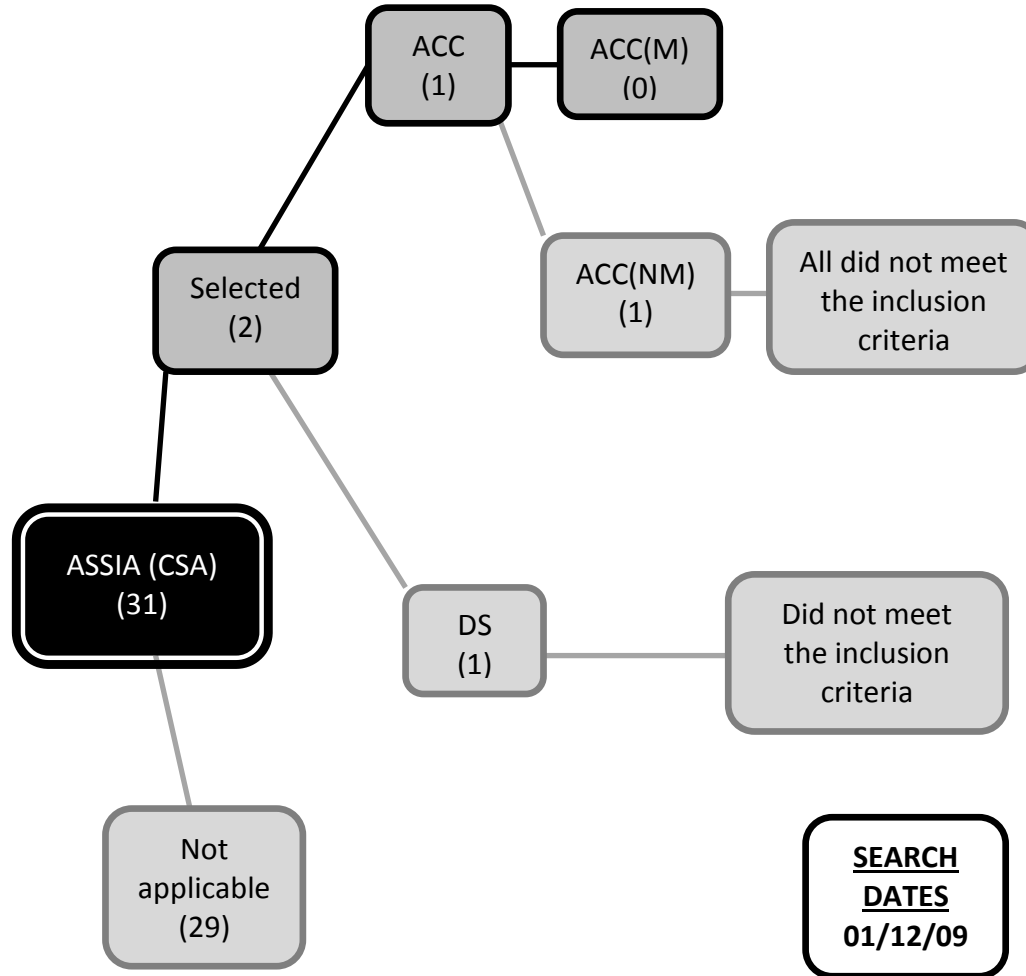 ACC
(1)
ACC(M)
(0)
ACC(NM)
(1)
All did not meet
the inclusion
criteria
Selected
(2)
ASSIA (CSA)
(31)
DS
(1)
Did not meet
the inclusion
criteria
Not
applicable
(29)
SEARCH
DATES
01/12/09